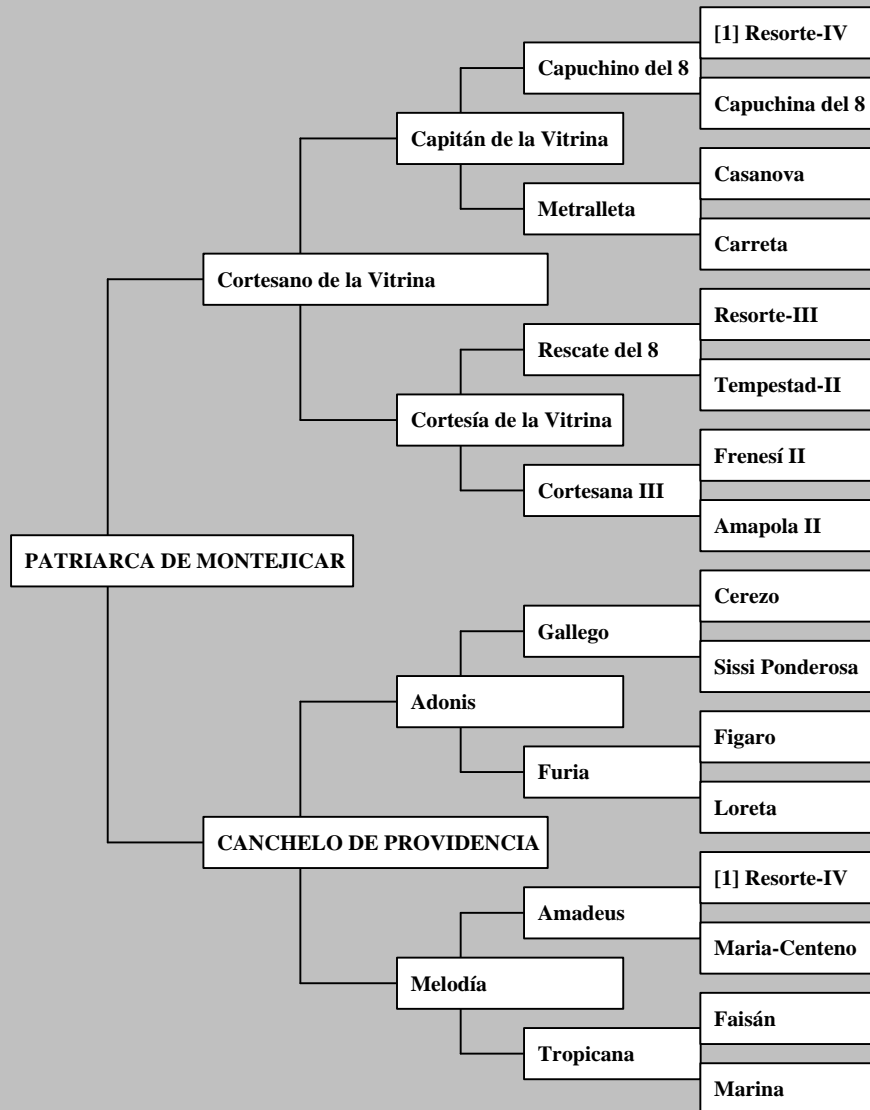 [1] Resorte-IV
Capuchino del 8
Capuchina del 8
Capitán de la Vitrina
Casanova
Metralleta
Carreta
Cortesano de la Vitrina
Resorte-III
Rescate del 8
Tempestad-II
Cortesía de la Vitrina
Frenesí II
Cortesana III
Amapola II
PATRIARCA DE MONTEJICAR
Cerezo
Gallego
Sissi Ponderosa
Adonis
Figaro
Furia
Loreta
CANCHELO DE PROVIDENCIA
[1] Resorte-IV
Amadeus
Maria-Centeno
Melodía
Faisán
Tropicana
Marina